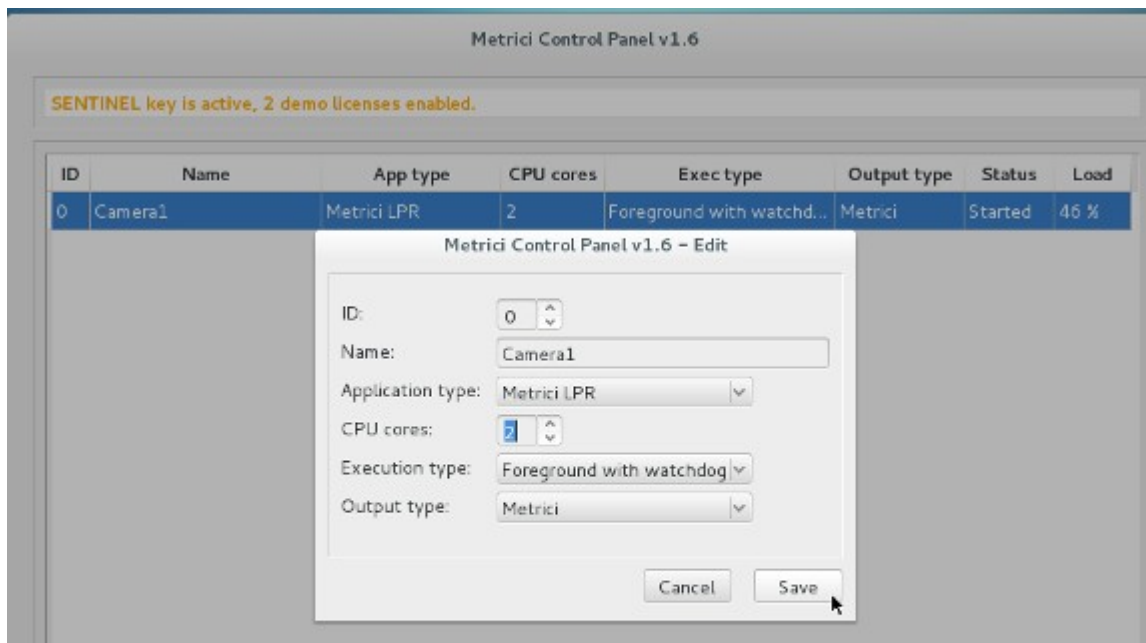 Metrici Control Panel v1.6
SENTINEL key is active, 2 demo licenses enabled.
ID Name App type CPU cores Exec type Output type Status Load
0 Camera1 Metrici LPR 2 Foreground with watchd... Metrici Started 46 %
Metrici Control Panel v1.6 - Edit
ID: 0
Name: Camera1
Application type: Metrici LPR
CPU cores: 2
Execution type: Foreground with watchdog
Output type: Metrici
Cancel Save